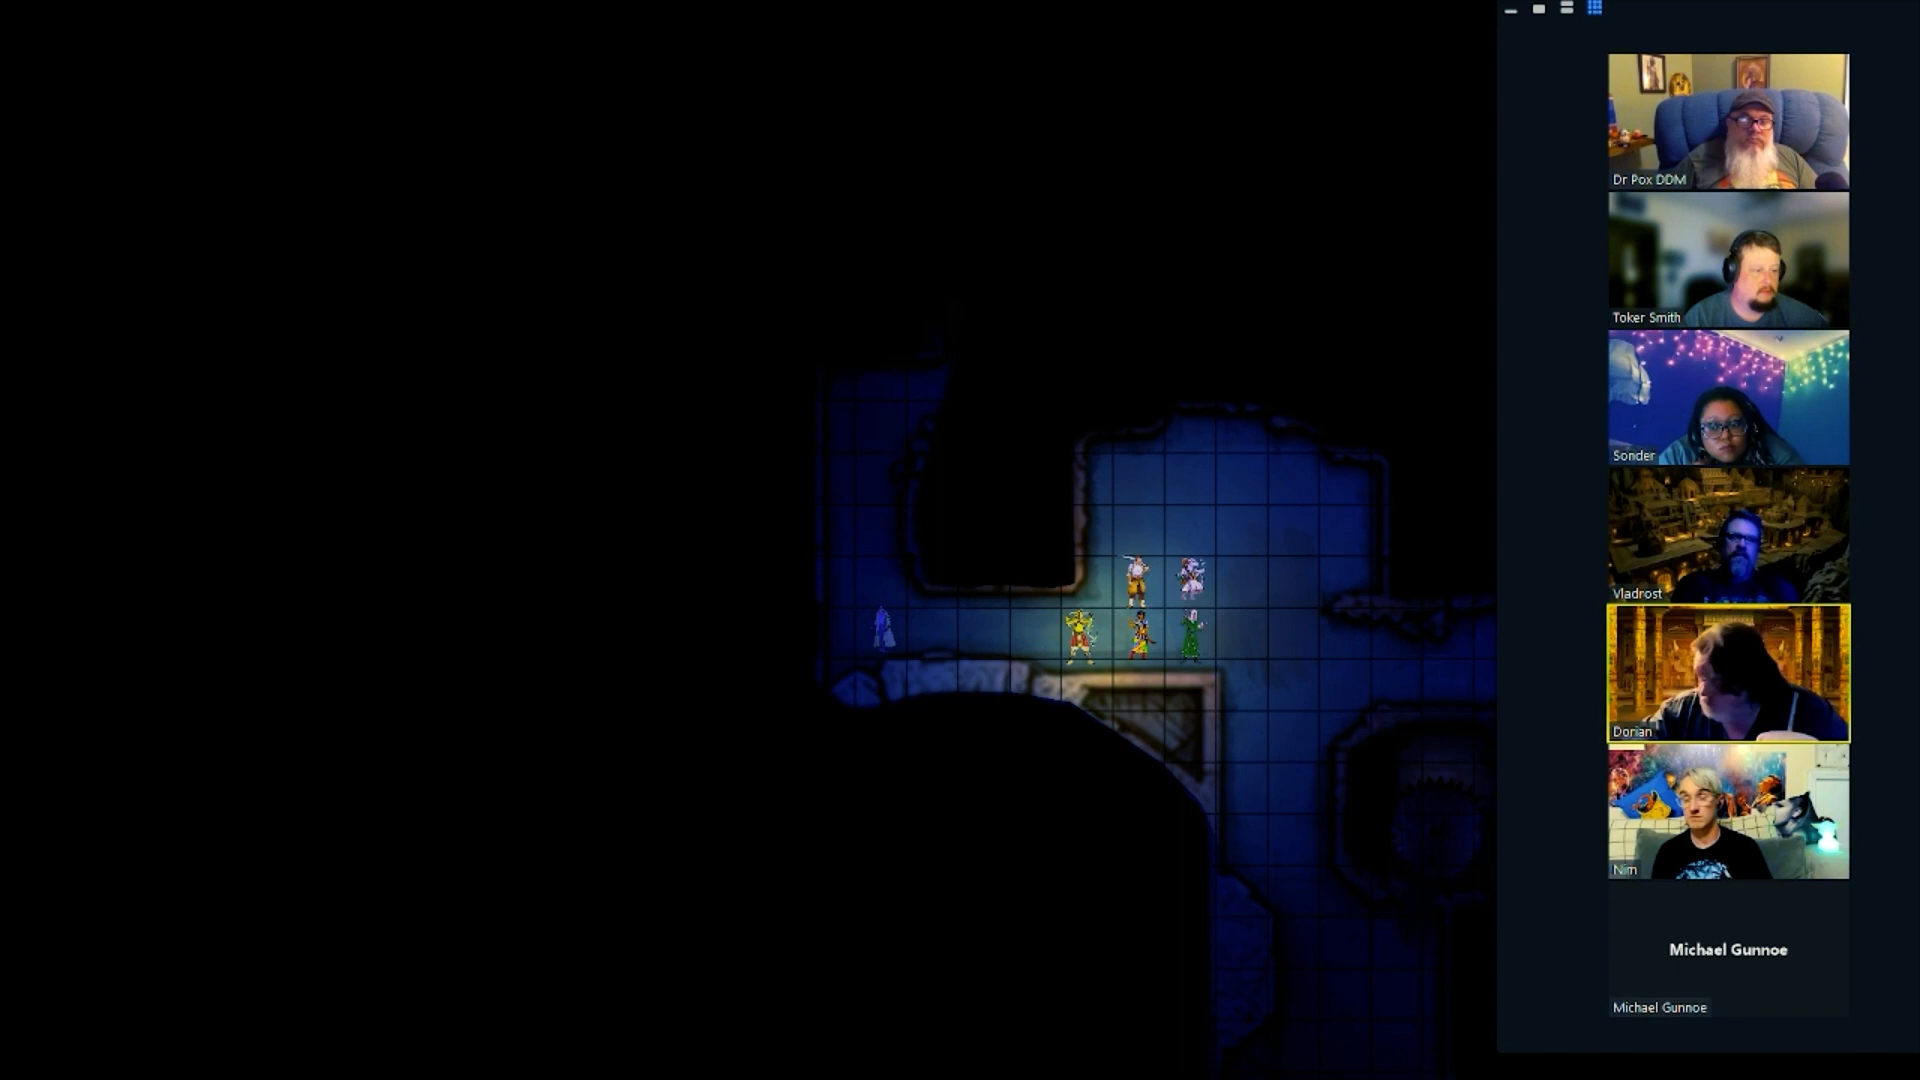 Dr Pox DDM
Toker Smith
Sonder
Vladrost
Dorian
Nim
Michael Gunnoe
Michael Gunnoe